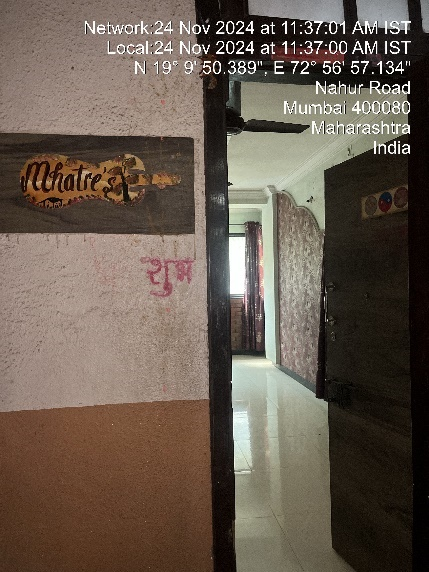 Network:24 Nov 2024 at 11:37:01 AM IST
Local:24 Nov 2024 at 11:37:00 AM IST
N 19° 9' 50.389", E 72° 56' 57.134"
Nahur Road
Mumbai 400080
Maharashtra
India
Mhatre's
शुभ